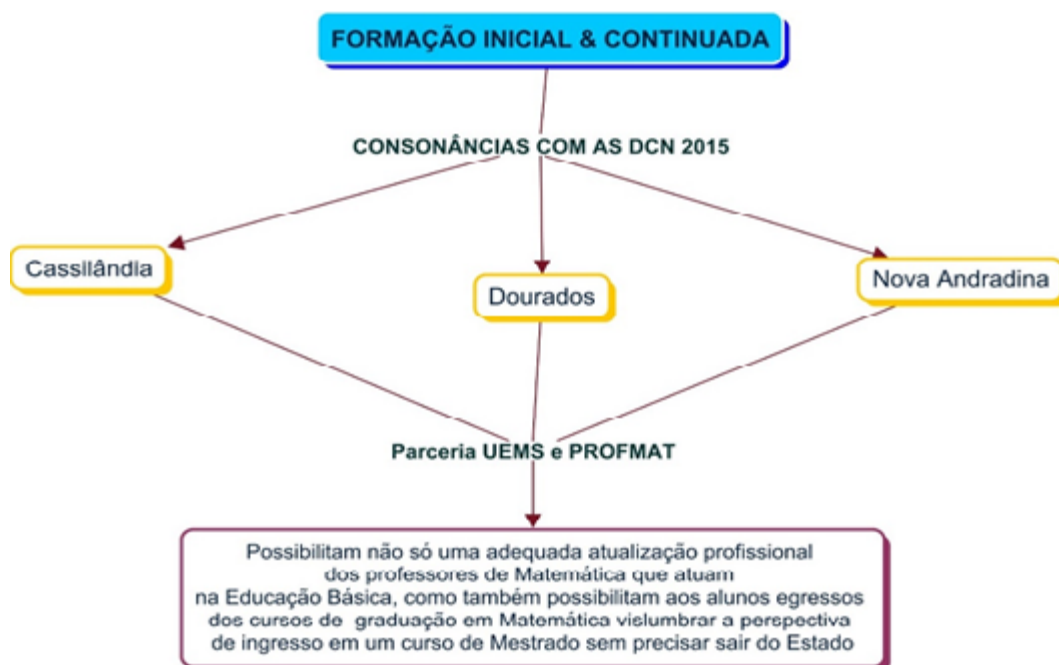 FORMAÇÃO INICIAL & CONTINUADA
CONSONÂNCIAS COM AS DCN 2015
Cassilândia
Dourados
Nova Andradina
Parceria UEMS e PROFMAT
Possibilitam não só uma adequada atualização profissional
dos professores de Matemática que atuam
na Educação Básica, como também possibilitam aos alunos egressos
dos cursos de graduação em Matemática vislumbrar a perspectiva
de ingresso em um curso de Mestrado sem precisar sair do Estado